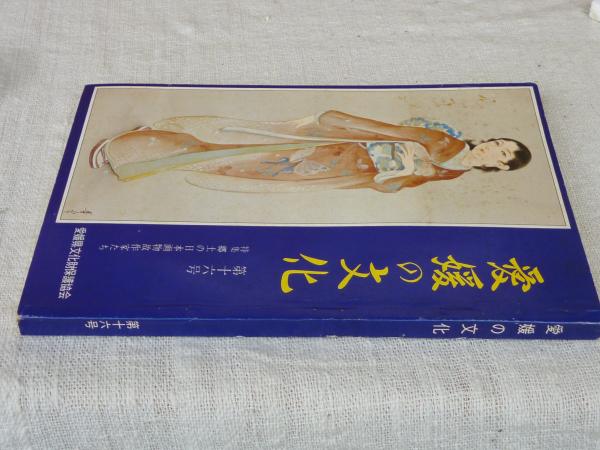 愛媛の文化
第十六号
特集 郷土の日本画物故作家たち
愛媛県文化財保護協会
愛媛の文化
第十六号